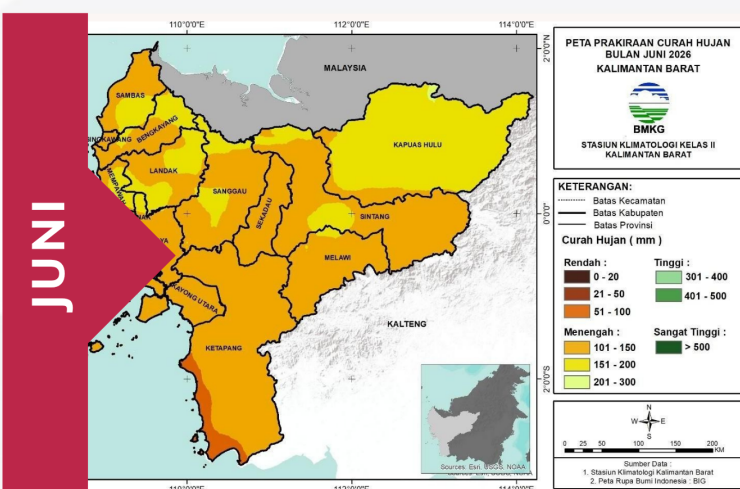 JUNI
110°0'0"E
112°0'0"E
114°0'0"E
2°0'0"N
0°0'0"
2°0'0"S
MALAYSIA
SAMBAS
BENGKAYANG
LANDAK
SANGGAU
SEKADAU
KAPUAS HULU
SINTANG
MELAWI
KAYONG UTARA
KETAPANG
KALTENG
Sources: Esri, USGS, NOAA
PETA PRAKIRAAN CURAH HUJAN
BULAN JUNI 2026
KALIMANTAN BARAT
BMKG
STASIUN KLIMATOLOGI KELAS II
KALIMANTAN BARAT
KETERANGAN:
Batas Kecamatan
Batas Kabupaten
Batas Provinsi
Curah Hujan ( mm )
Rendah :
0 - 20
21 - 50
51 - 100
Menengah :
101 - 150
151 - 200
201 - 300
Tinggi :
301 - 400
401 - 500
Sangat Tinggi :
> 500
N
W E
S
0 25 50 100 150 200
KM
Sumber Data :
1. Stasiun Klimatologi Kalimantan Barat
2. Peta Rupa Bumi Indonesia : BIG